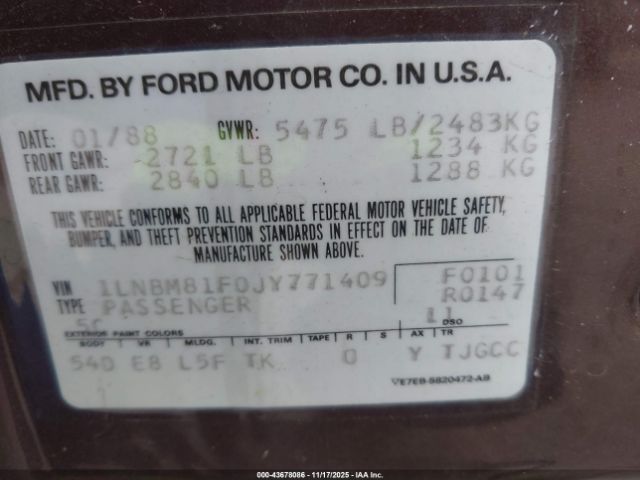 MFD. BY FORD MOTOR CO. IN U.S.A.
DATE: 01/88 GVWR: 5475 LB/2483KG
FRONT GAWR: 2721 LB 1234 KG
REAR GAWR: 2840 LB 1288 KG
THIS VEHICLE CONFORMS TO ALL APPLICABLE FEDERAL MOTOR VEHICLE SAFETY,
BUMPER, AND THEFT PREVENTION STANDARDS IN EFFECT ON THE DATE OF
MANUFACTURE SHOWN ABOVE.
VIN 1LNBM81F0JY771409 F0101
TYPE PASSENGER R0147
11 DSO
EXTERIOR PAINT COLORS
BODY VR MLDG. INT. TRIM TAPE R S AX TR
54D E8 L5F TK 0 Y TJGCC
VE7EB-5820472-AB
000-43678086 - 11/17/2025 - IAAI, Inc.